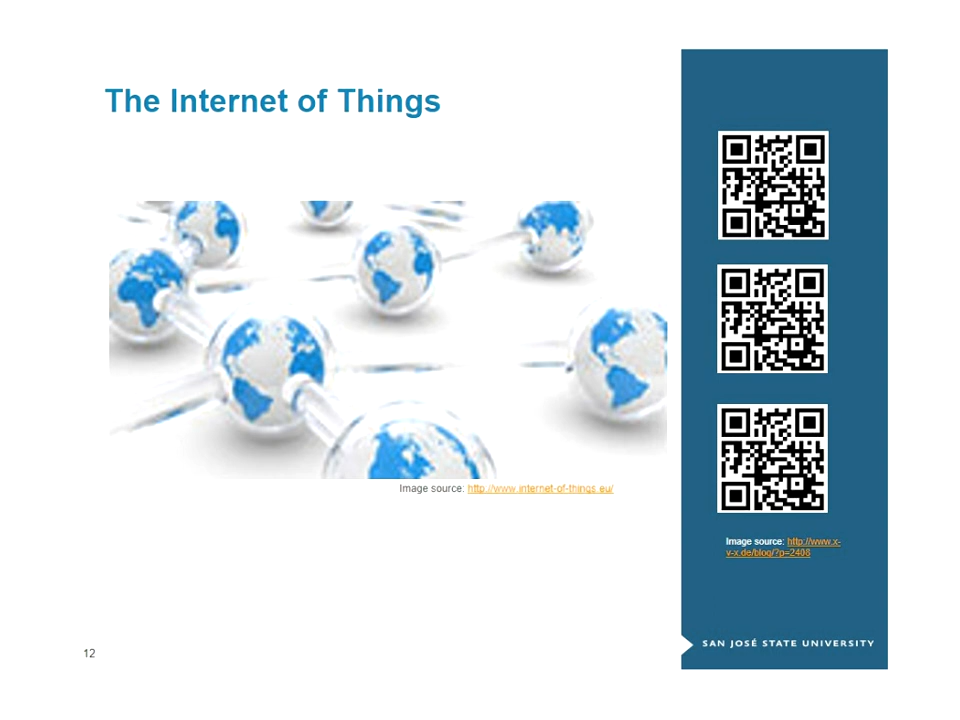 The Internet of Things
Image source: http://www.internet-of-things.eu/
Image source: http://www.x-
v-x.de/blog/?p=2408
SAN JOSÉ STATE UNIVERSITY
12